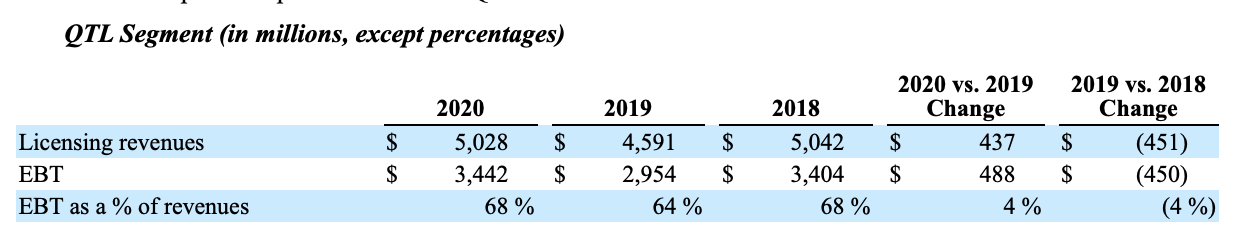 QTL Segment (in millions, except percentages)
2020 vs. 2019 2019 vs. 2018
2020 2019 2018 Change Change
Licensing revenues $ 5,028 $ 4,591 $ 5,042 $ 437 $ (451)
EBT $ 3,442 $ 2,954 $ 3,404 $ 488 $ (450)
EBT as a % of revenues 68 % 64 % 68 % 4 % (4 %)